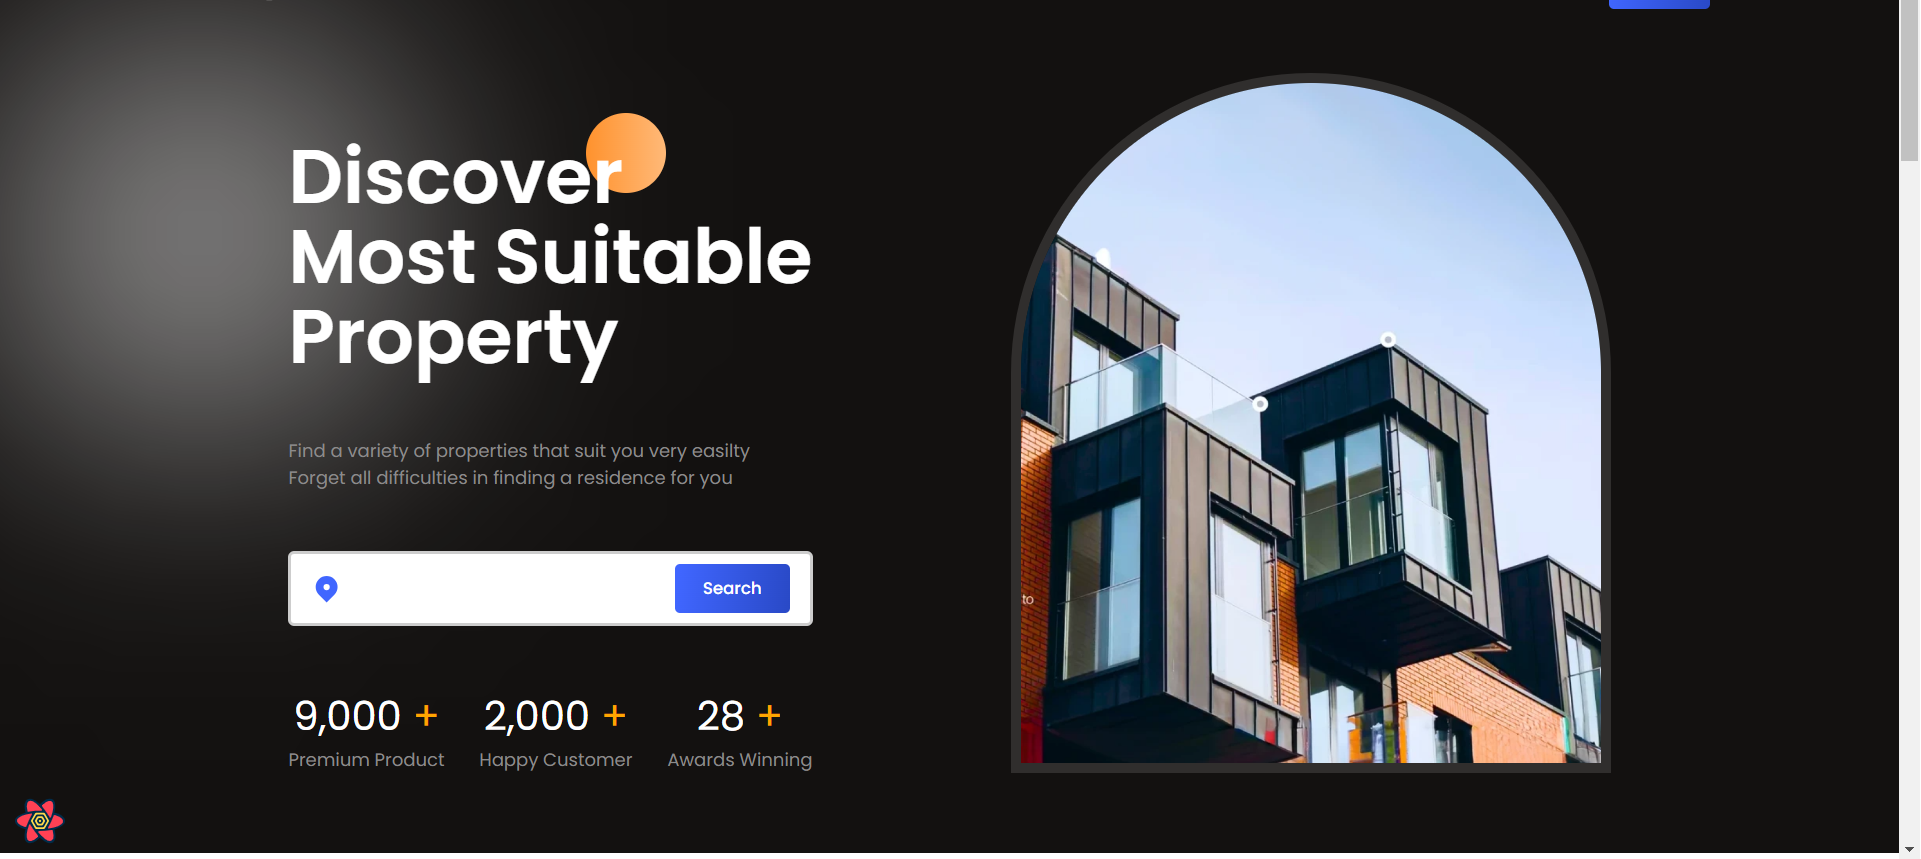 Discover
Most Suitable
Property
Find a variety of properties that suit you very easilty
Forget all difficulties in finding a residence for you
Search
9,000 +
2,000 +
28 +
Premium Product
Happy Customer
Awards Winning
to